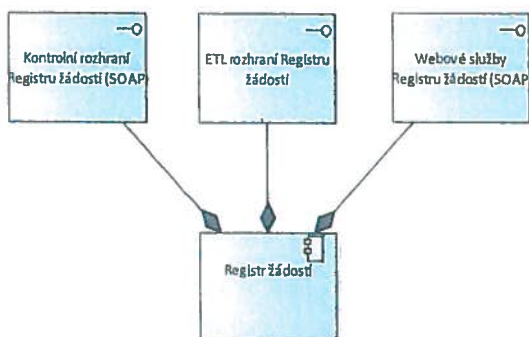 Kontrolní rozhraní
Registru žádostí (SOAP)
ETL rozhraní Registru
žádostí
Webové služby
Registru žádostí (SOAP
Registr žádostí